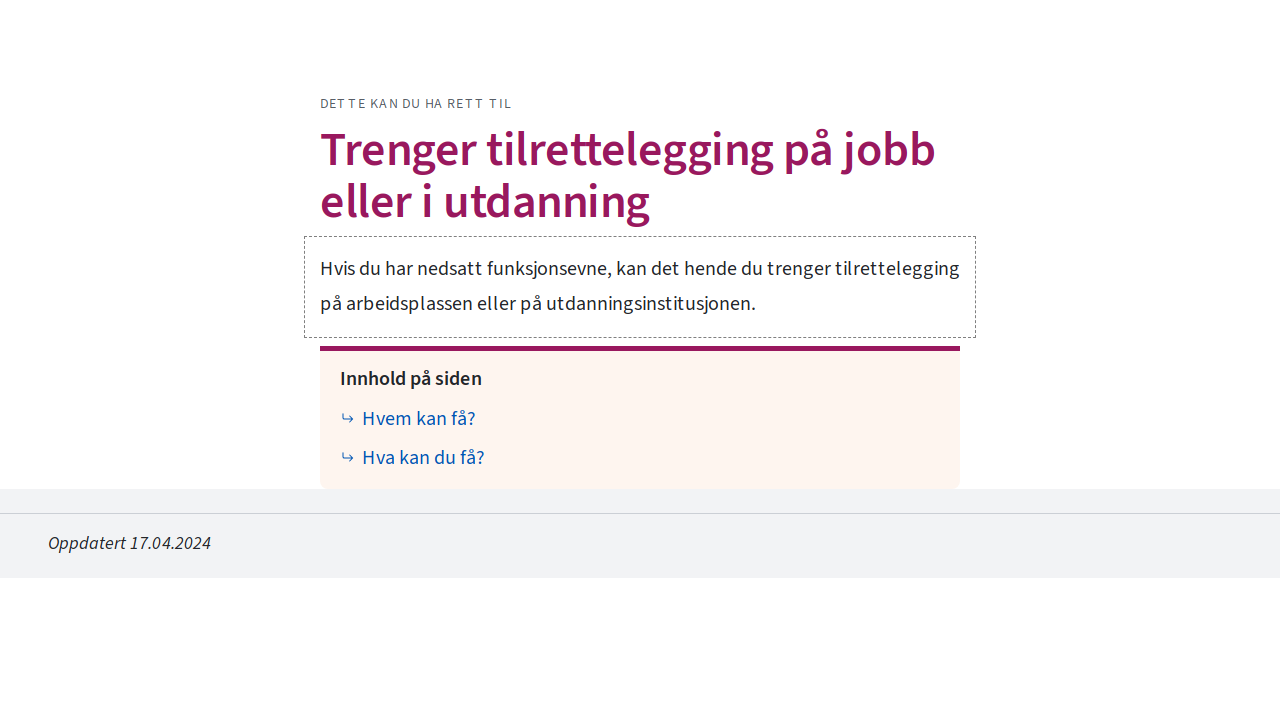 DETTE KAN DU HA RETT TIL
Trenger tilrettelegging på jobb
eller i utdanning
Hvis du har nedsatt funksjonsevne, kan det hende du trenger tilrettelegging
på arbeidsplassen eller på utdanningsinstitusjonen.
Innhold på siden
Hvem kan få?
Hva kan du få?
Oppdatert 17.04.2024